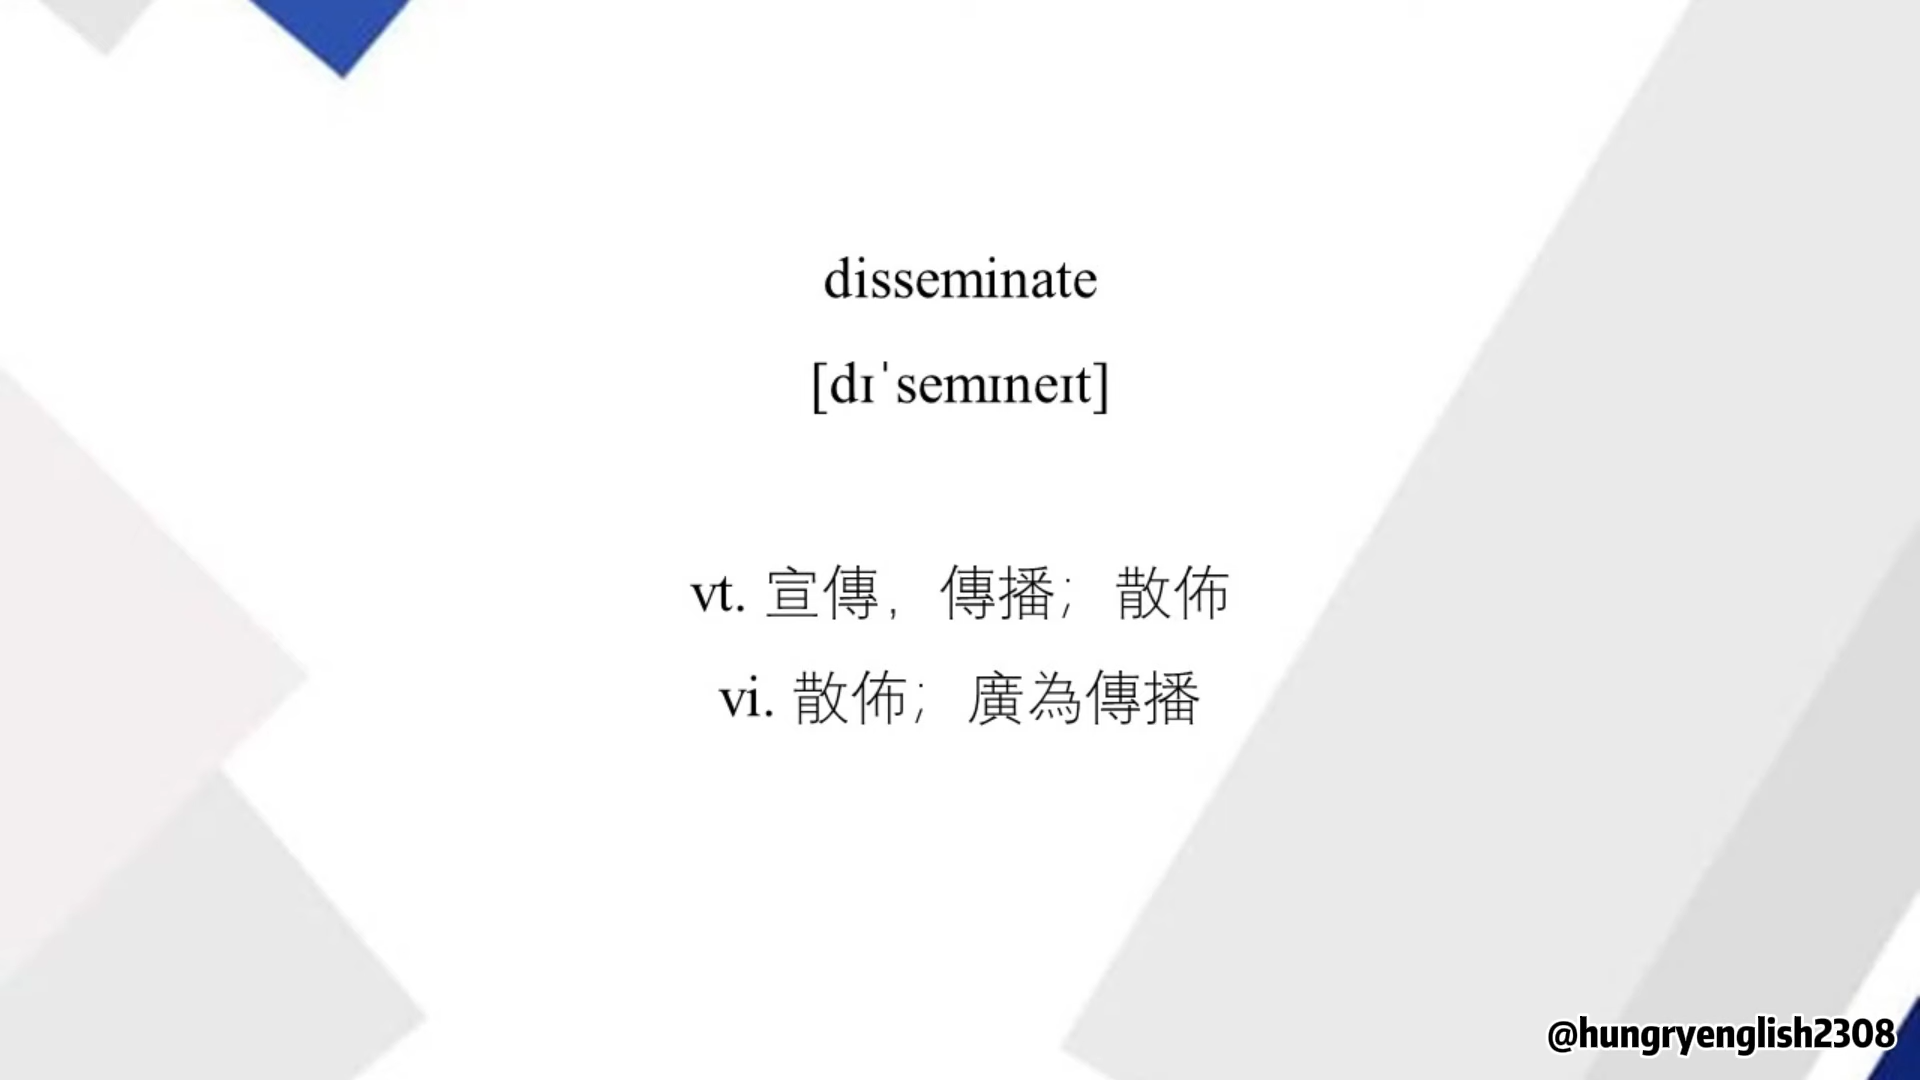 disseminate
[dɪˈsemɪneɪt]
vt. 宣傳，傳播；散佈
vi. 散佈；廣為傳播
@hungryenglish2308